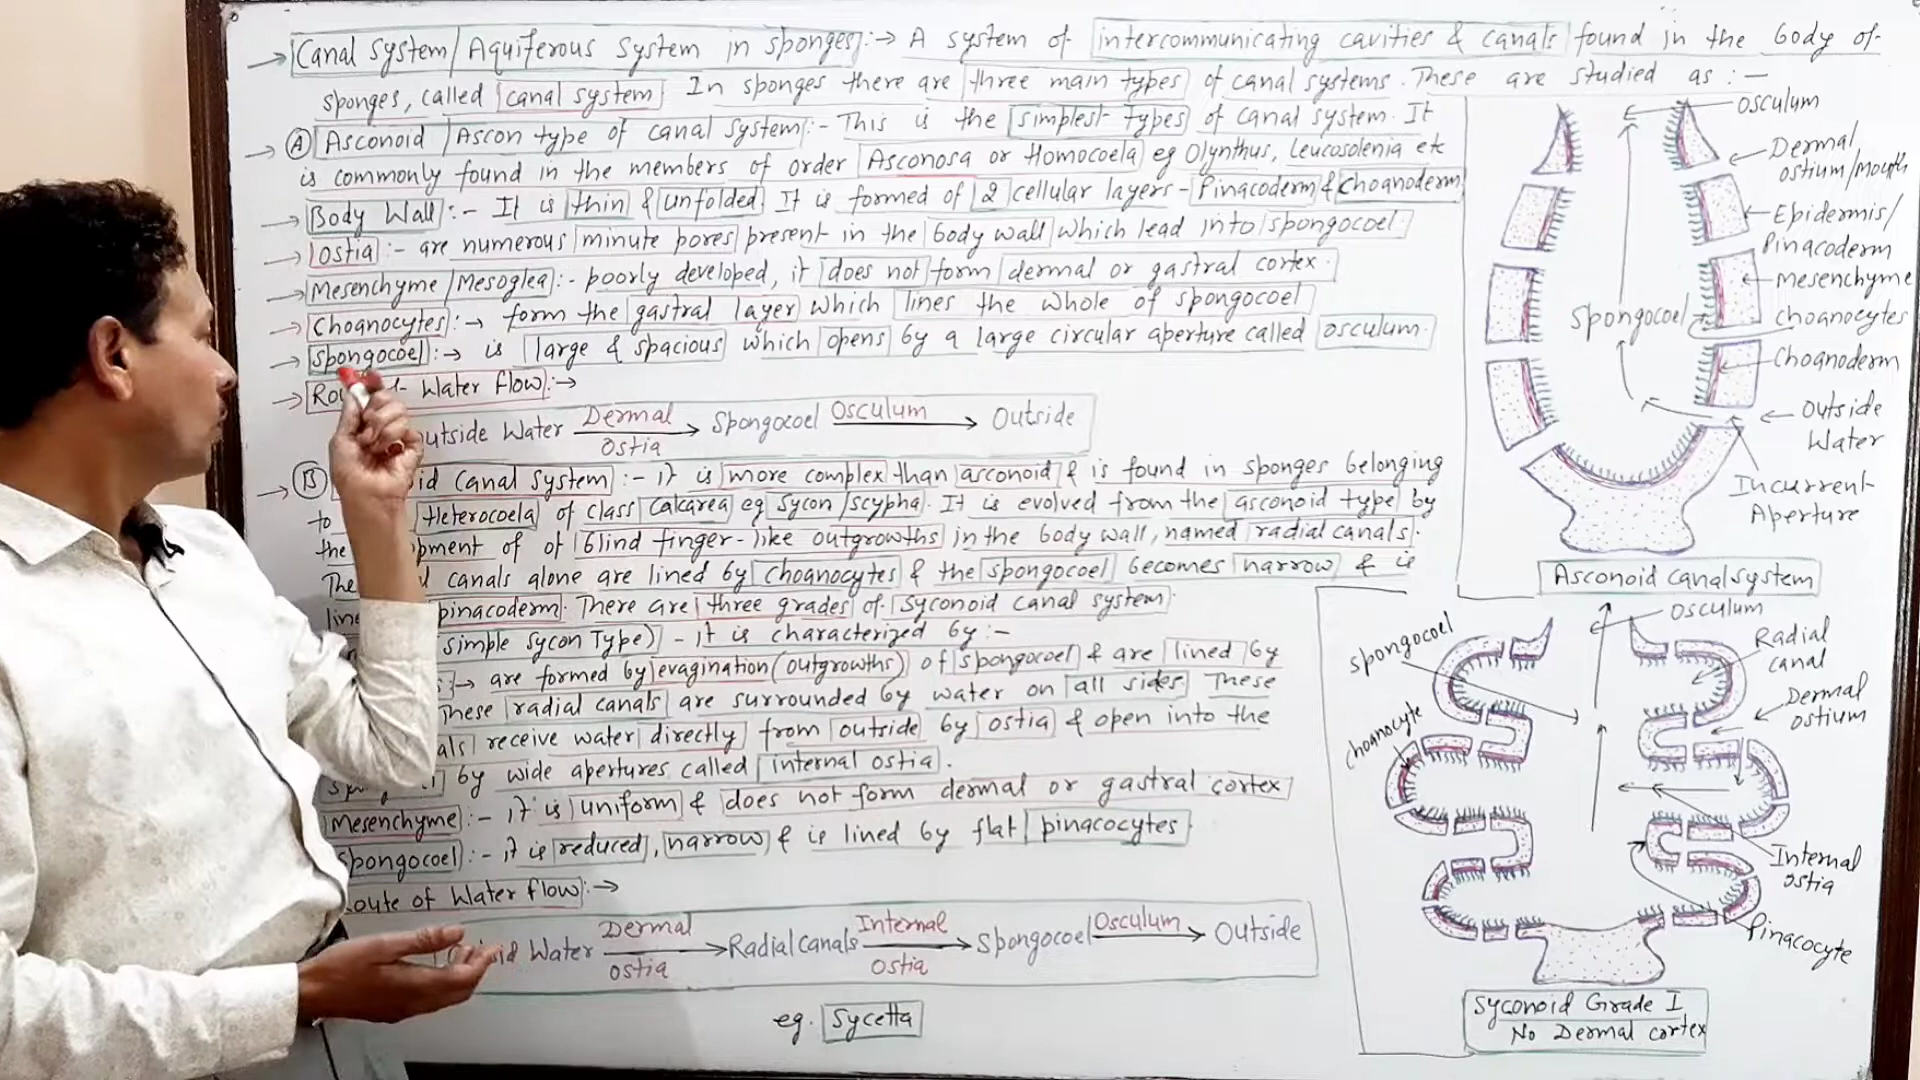 → Canal system/Aquiferous system in sponges :→ A system of intercommunicating cavities & canals found in the body of
sponges, called canal system In sponges there are three main types of canal systems. These are studied as :—
→ (A) Asconoid/Ascon type of canal system :- This is the simplest types of canal system. It
is commonly found in the members of order Asconosa or Homocoela eg Olynthus, Leucosolenia etc
→ Body Wall :- It is thin & unfolded. It is formed of 2 cellular layers - Pinacoderm & Choanoderm
→ Ostia :- are numerous minute pores present in the body wall which lead into spongocoel
→ Mesenchyme/Mesoglea :- poorly developed, it does not form dermal or gastral cortex.
→ Choanocytes :→ form the gastral layer which lines the whole of spongocoel
→ Spongocoel :→ is large & spacious which opens by a large circular aperture called osculum.
→ Water flow :→
utside Water Dermal Ostia → Spongocoel Osculum → Outside
→ (B) id Canal System :- it is more complex than asconoid & is found in sponges belonging
to Heterocoela of class Calcarea eg Sycon/scypha. It is evolved from the asconoid type by
the pment of of blind finger-like outgrowths in the body wall, named radial canals.
The canals alone are lined by choanocytes & the spongocoel becomes narrow & is
line pinacoderm. There are three grades of syconoid canal system.
simple sycon Type) - it is characterized by :-
s :→ are formed by evagination (outgrowths) of spongocoel & are lined by
These radial canals are surrounded by water on all sides These
als receive water directly from outside by ostia & open into the
by wide apertures called internal ostia.
Mesenchyme :- it is uniform & does not form dermal or gastral cortex
Spongocoel :- it is reduced, narrow & is lined by flat pinacocytes
oute of Water flow :→
Water Dermal Ostia → Radial canals Internal Ostia → Spongocoel Osculum → Outside
eg. Sycetta
Osculum
Dermal
ostium/mouth
Epidermis/
Pinacoderm
mesenchyme
Spongocoel
choanocytes
Choanoderm
Outside
Water
Incurrent
Aperture
Asconoid canal system
Osculum
spongocoel
Radial
canal
Dermal
ostium
choanocyte
Internal
ostia
Pinacocyte
Syconoid Grade I
No Dermal cortex